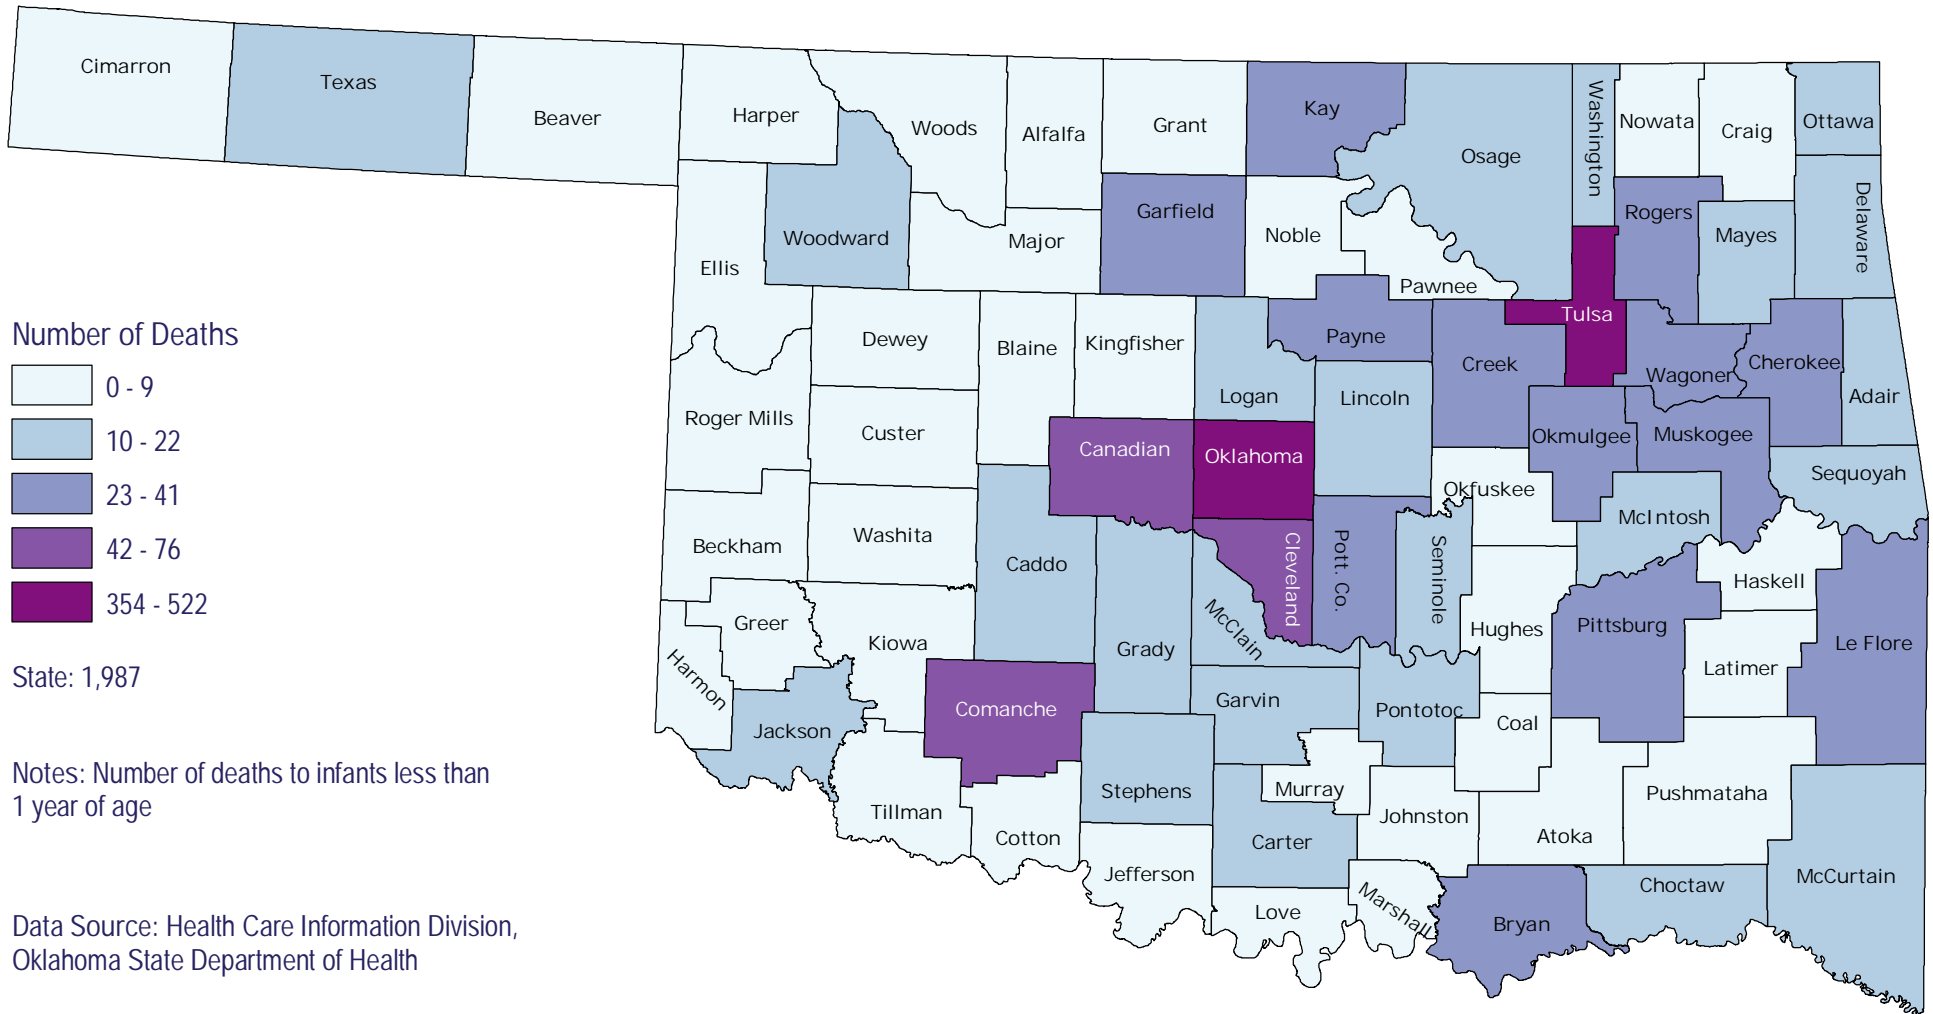 Cimarron
Texas
Beaver
Harper
Woods
Alfalfa
Grant
Kay
Osage
Washington
Nowata
Craig
Ottawa
Delaware
Woodward
Ellis
Major
Garfield
Noble
Pawnee
Rogers
Mayes
Tulsa
Dewey
Blaine
Kingfisher
Logan
Payne
Lincoln
Creek
Wagoner
Cherokee
Adair
Roger Mills
Custer
Canadian
Oklahoma
Okmulgee
Muskogee
Sequoyah
Okfuskee
McIntosh
Beckham
Washita
Caddo
Grady
McClain
Cleveland
Pott. Co.
Seminole
Hughes
Haskell
Pittsburg
Latimer
Le Flore
Harmon
Greer
Kiowa
Jackson
Comanche
Tillman
Cotton
Stephens
Garvin
Pontotoc
Coal
Murray
Johnston
Atoka
Pushmataha
Carter
Jefferson
Love
Marshall
Bryan
Choctaw
McCurtain
Number of Deaths
0 - 9
10 - 22
23 - 41
42 - 76
354 - 522
State: 1,987
Notes: Number of deaths to infants less than
1 year of age
Data Source: Health Care Information Division,
Oklahoma State Department of Health